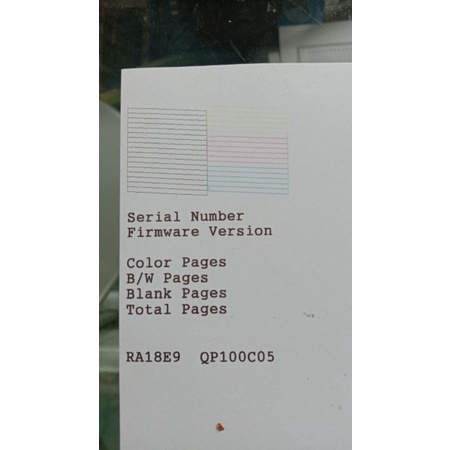 Serial Number
Firmware Version
Color Pages
B/W Pages
Blank Pages
Total Pages
RA18E9 QP100C05